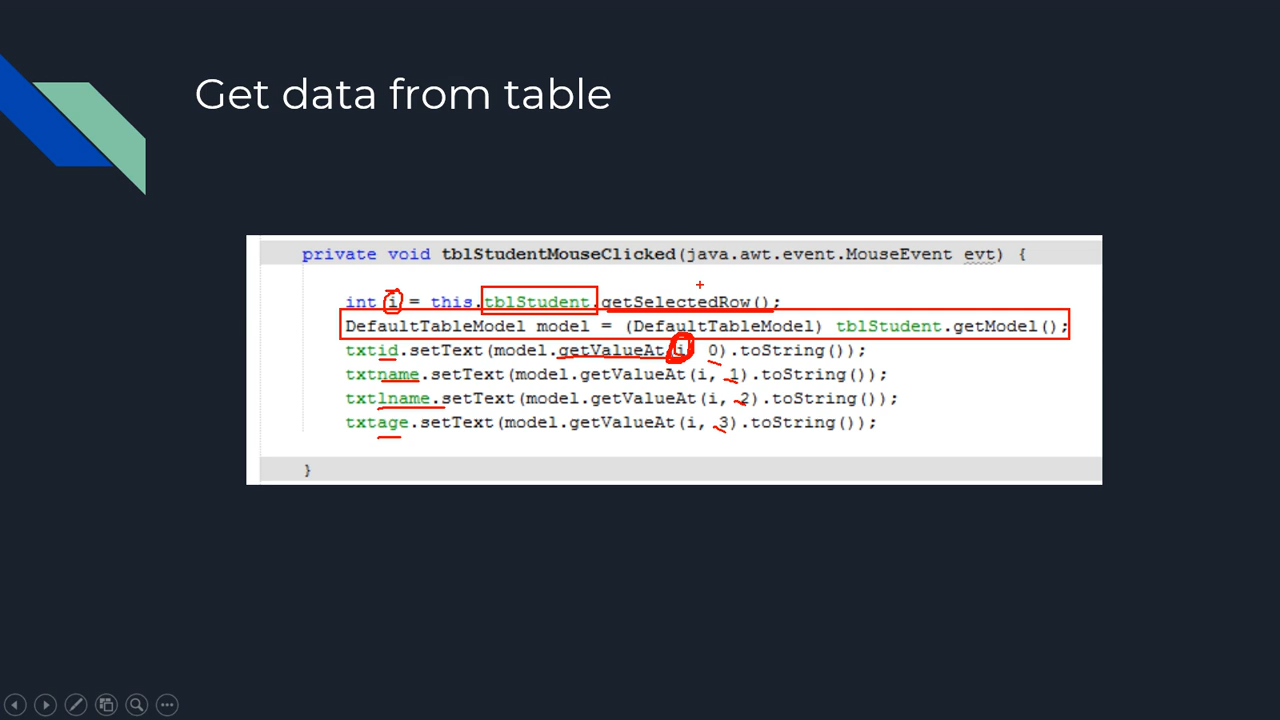 Get data from table
private void tblStudentMouseClicked(java.awt.event.MouseEvent evt) {
int i = this.tblStudent.getSelectedRow();
DefaultTableModel model = (DefaultTableModel) tblStudent.getModel();
txtid.setText(model.getValueAt(i, 0).toString());
txtname.setText(model.getValueAt(i, 1).toString());
txtlname.setText(model.getValueAt(i, 2).toString());
txtage.setText(model.getValueAt(i, 3).toString());
}